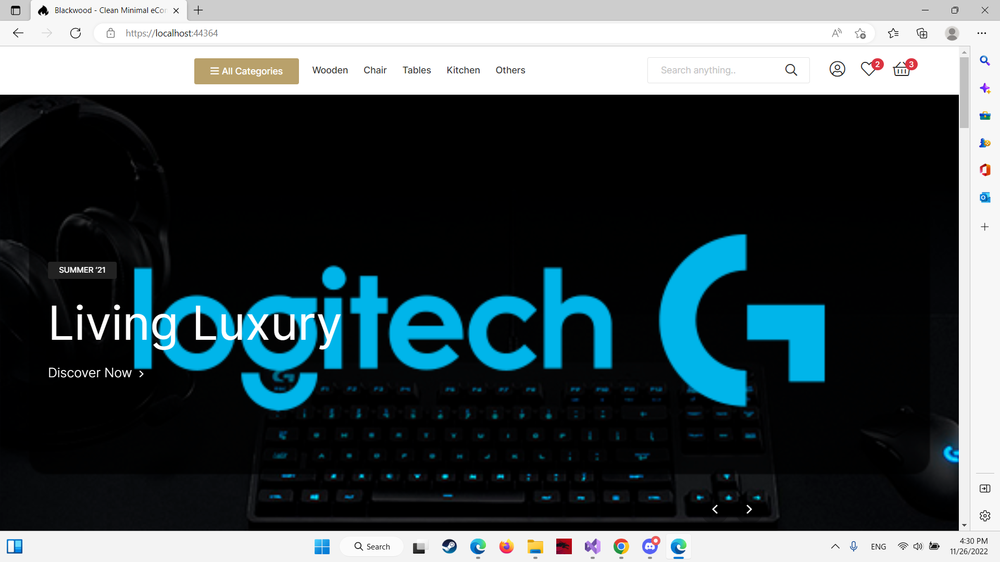 Blackwood - Clean Minimal eCor
https://localhost:44364
All Categories
Wooden
Chair
Tables
Kitchen
Others
Search anything..
2
3
SUMMER ‘21
logitech G
Living Luxury
Discover Now
Search
ENG
4:30 PM
11/26/2022